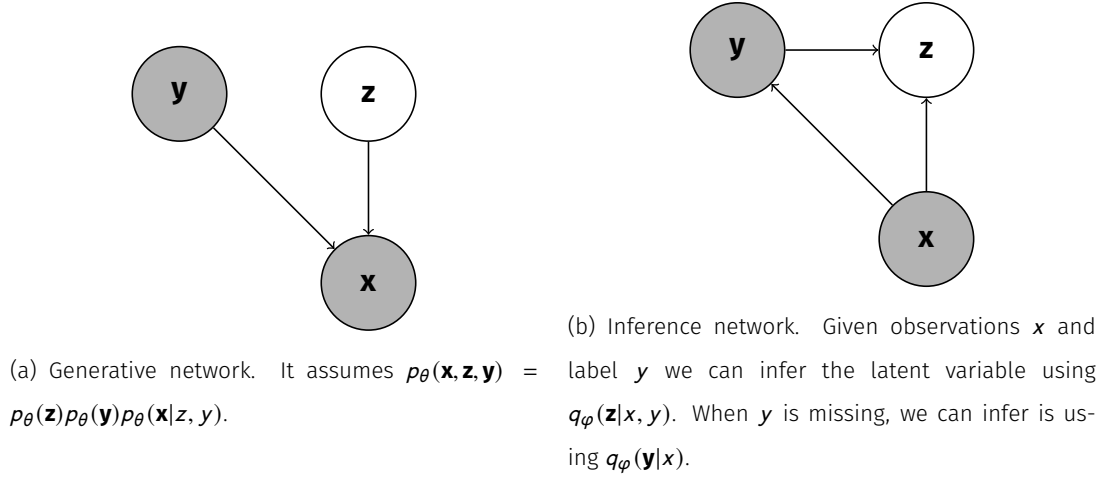 y
z
x
(a) Generative network. It assumes pθ(x, z, y) =
pθ(z)pθ(y)pθ(x|z, y).
y
z
x
(b) Inference network. Given observations x and
label y we can infer the latent variable using
qφ(z|x, y). When y is missing, we can infer is us-
ing qφ(y|x).